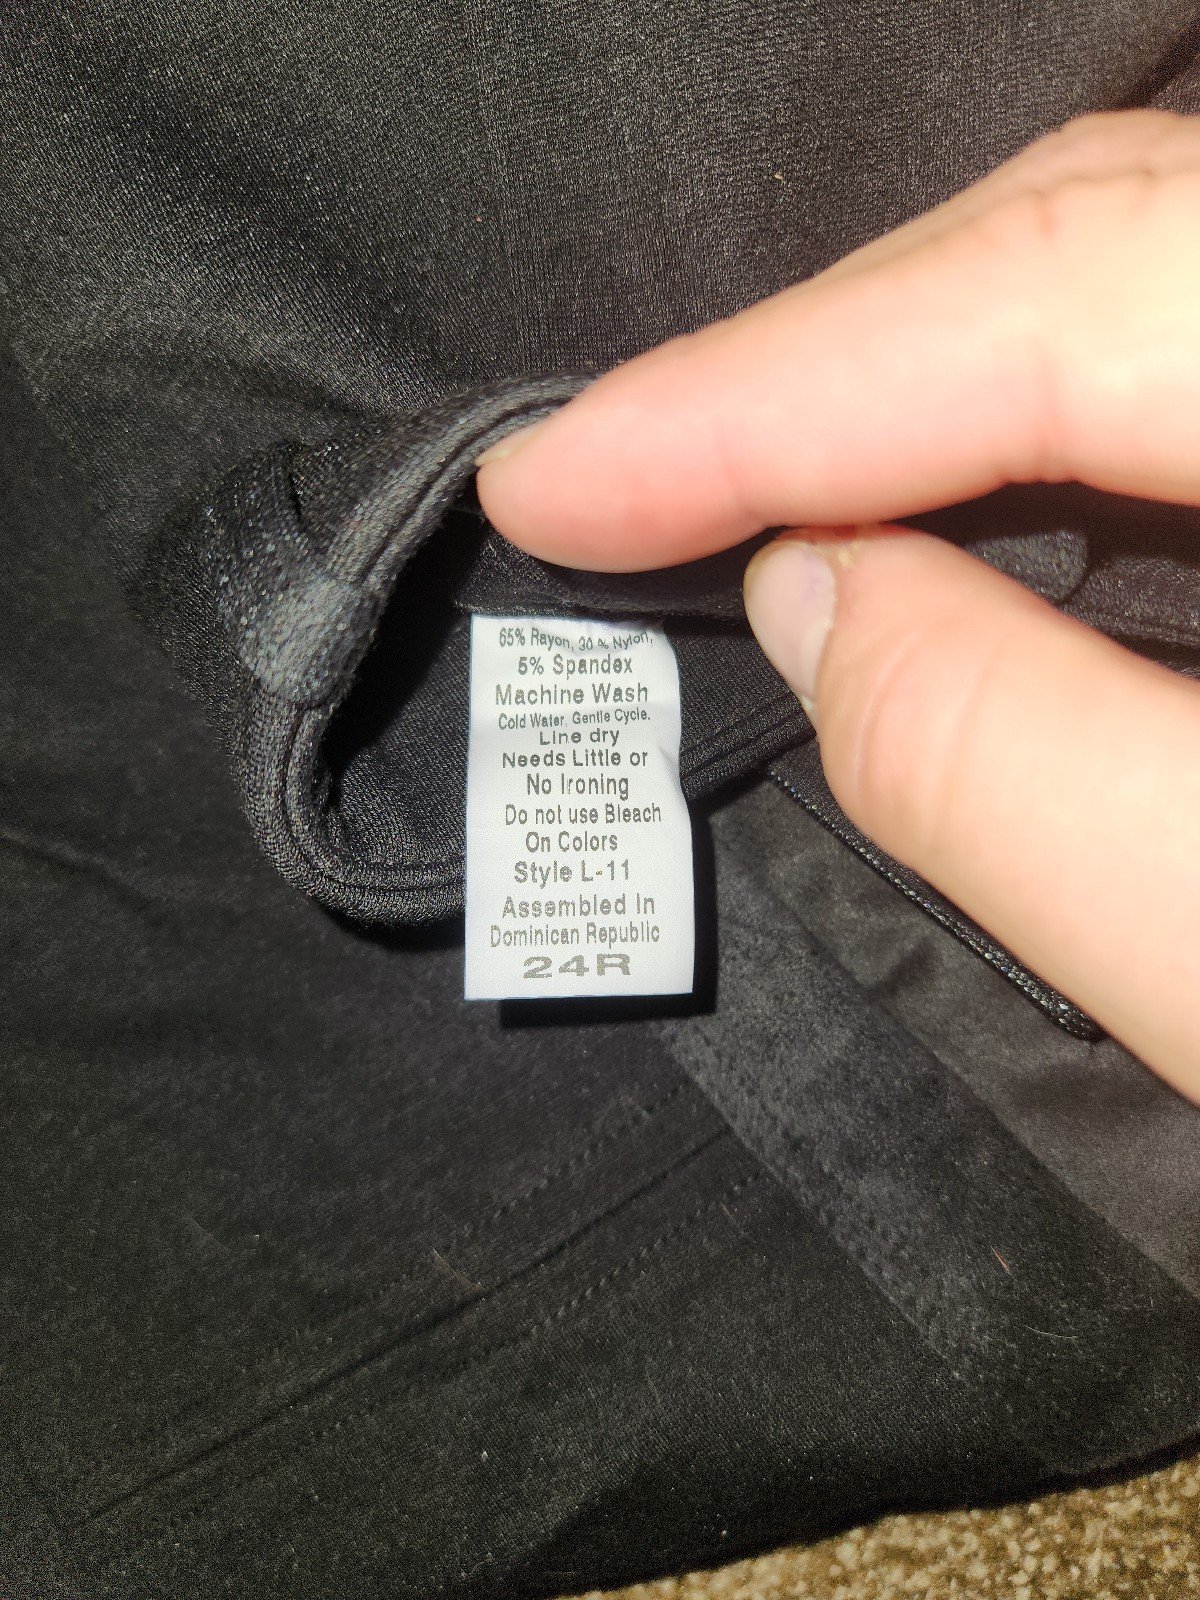 65% Rayon, 30 % Nylon,
5% Spandex
Machine Wash
Cold Water. Gentle Cycle.
Line dry
Needs Little or
No Ironing
Do not use Bleach
On Colors
Style L-11
Assembled In
Dominican Republic
24R